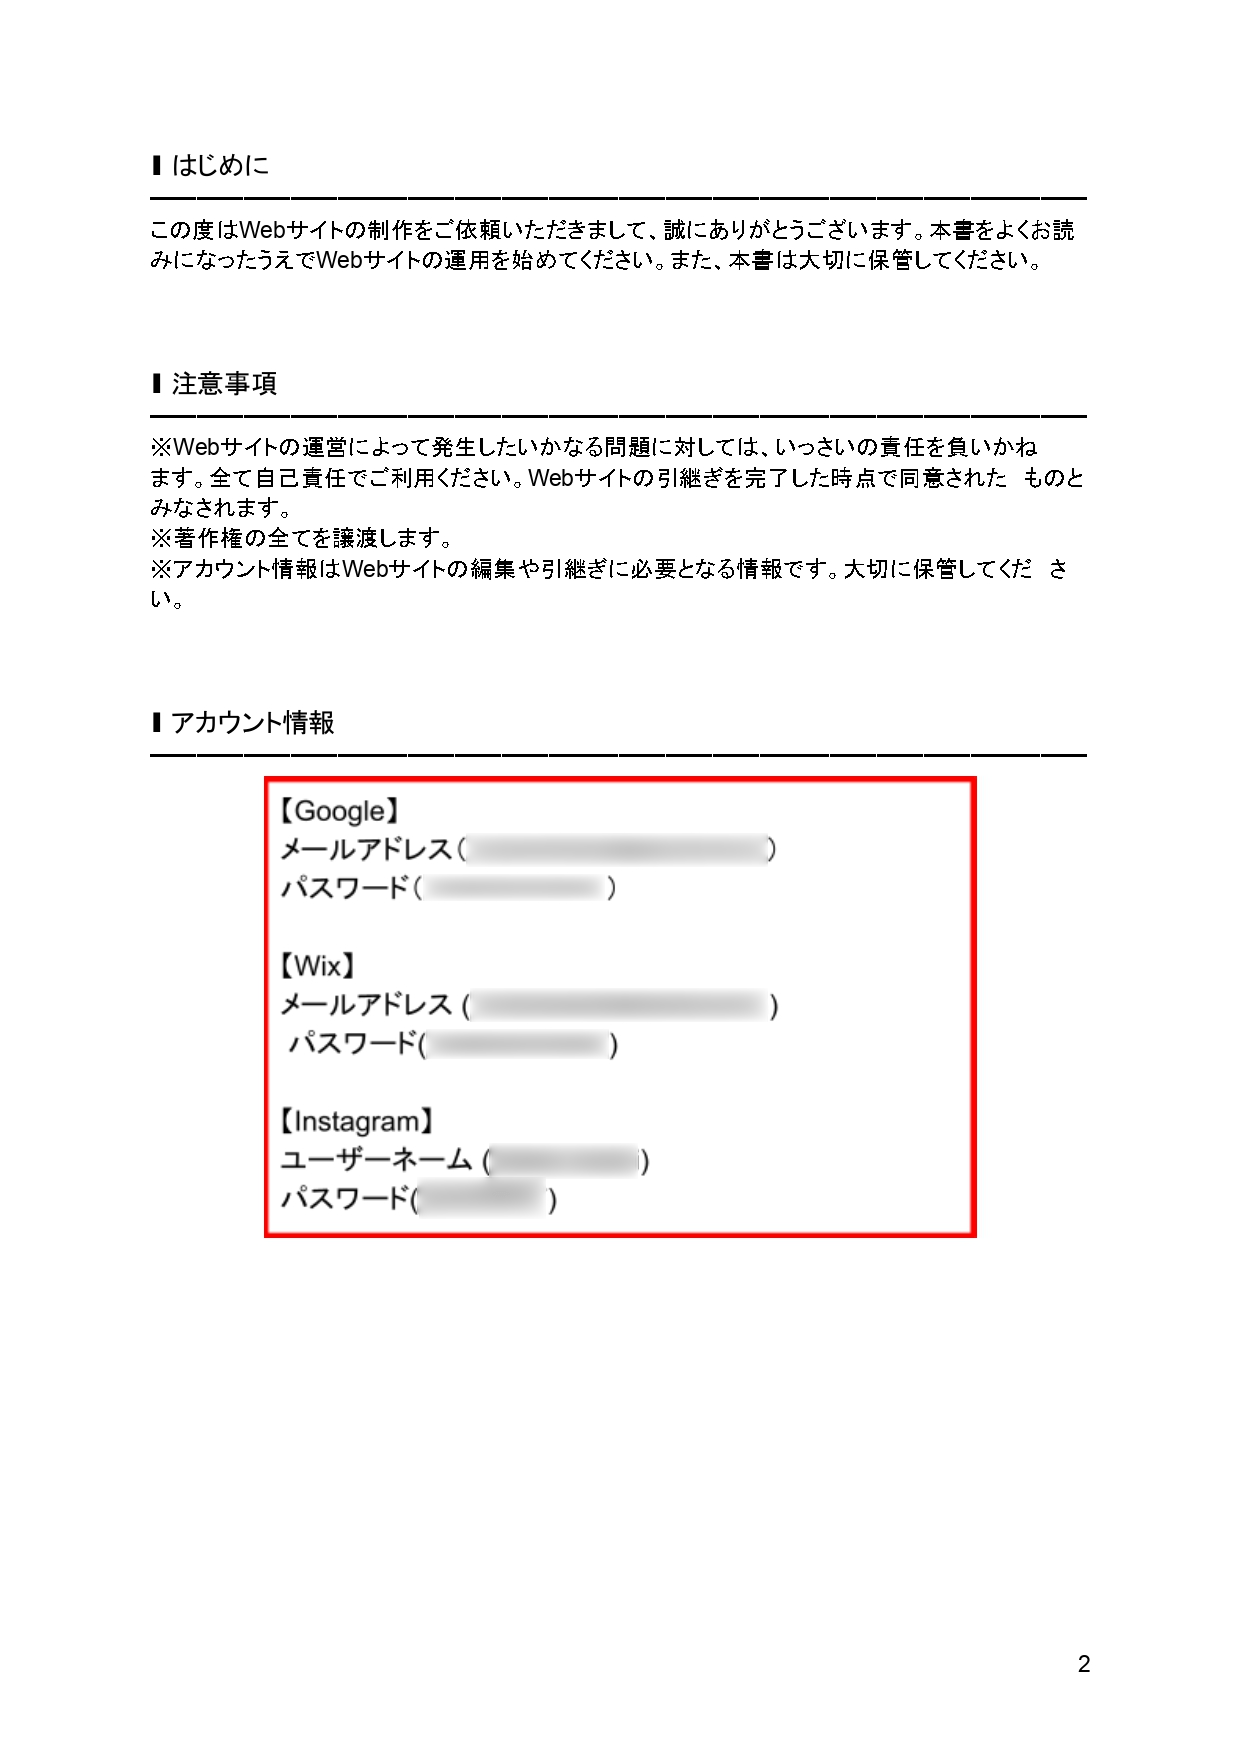 ▌はじめに
この度はWebサイトの制作をご依頼いただきまして、誠にありがとうございます。本書をよくお読
みになったうえでWebサイトの運用を始めてください。また、本書は大切に保管してください。
▌注意事項
※Webサイトの運営によって発生したいかなる問題に対しては、いっさいの責任を負いかね
ます。全て自己責任でご利用ください。Webサイトの引継ぎを完了した時点で同意された ものと
みなされます。
※著作権の全てを譲渡します。
※アカウント情報はWebサイトの編集や引継ぎに必要となる情報です。大切に保管してくだ さ
い。
▌アカウント情報
【Google】
メールアドレス( )
パスワード( )
【Wix】
メールアドレス ( )
パスワード( )
【Instagram】
ユーザーネーム ( )
パスワード( )
2